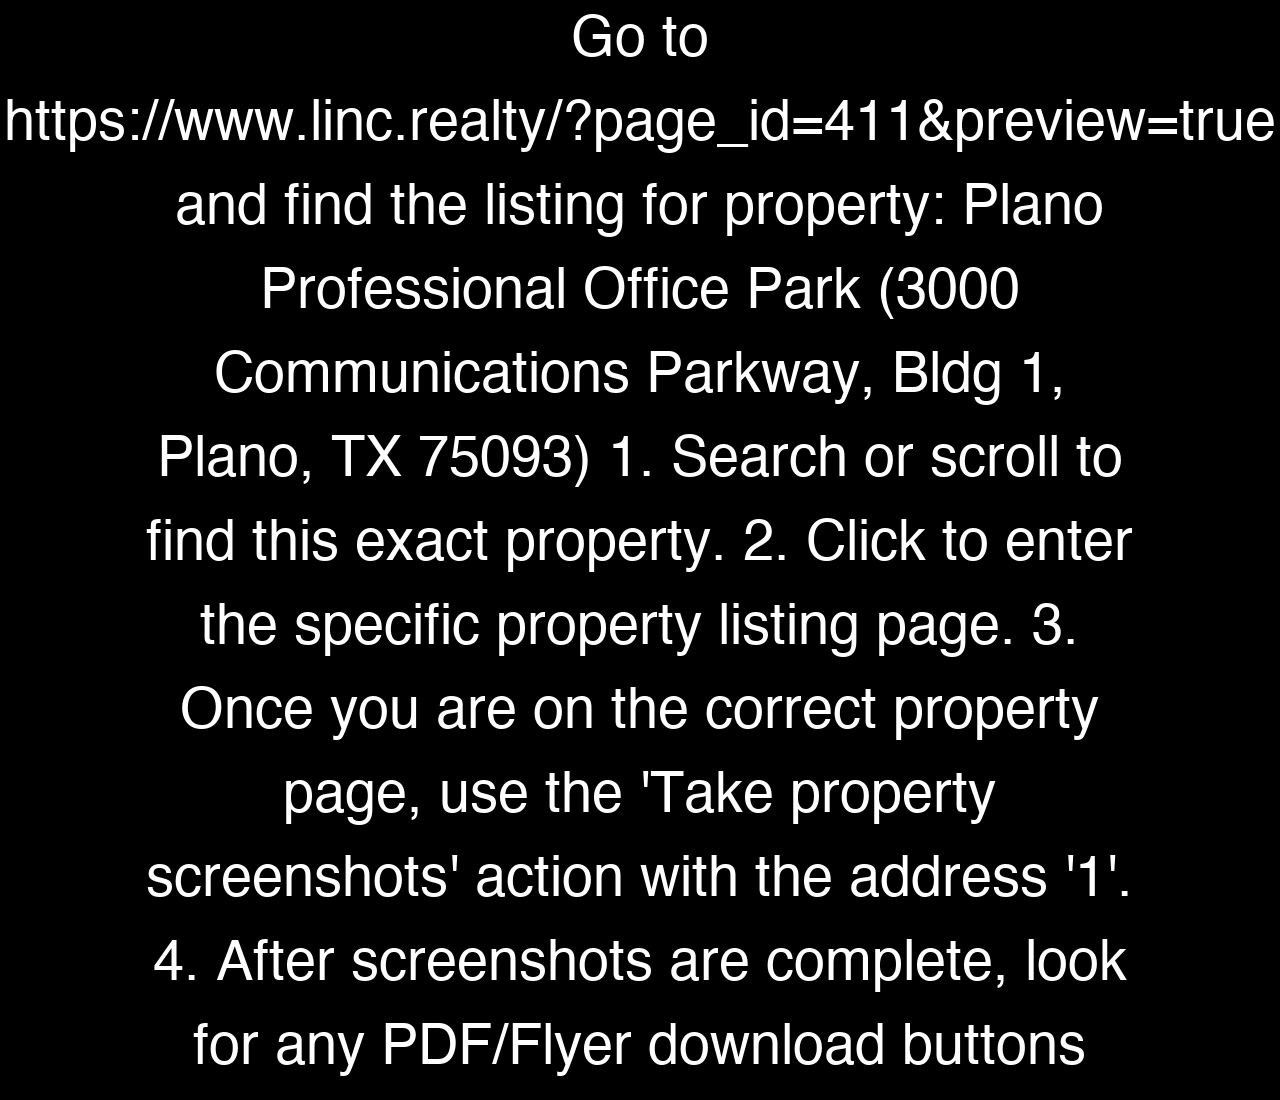 Go to
https://www.linc.realty/?page_id=411&preview=true
and find the listing for property: Plano
Professional Office Park (3000
Communications Parkway, Bldg 1,
Plano, TX 75093) 1. Search or scroll to
find this exact property. 2. Click to enter
the specific property listing page. 3.
Once you are on the correct property
page, use the 'Take property
screenshots' action with the address '1'.
4. After screenshots are complete, look
for any PDF/Flyer download buttons